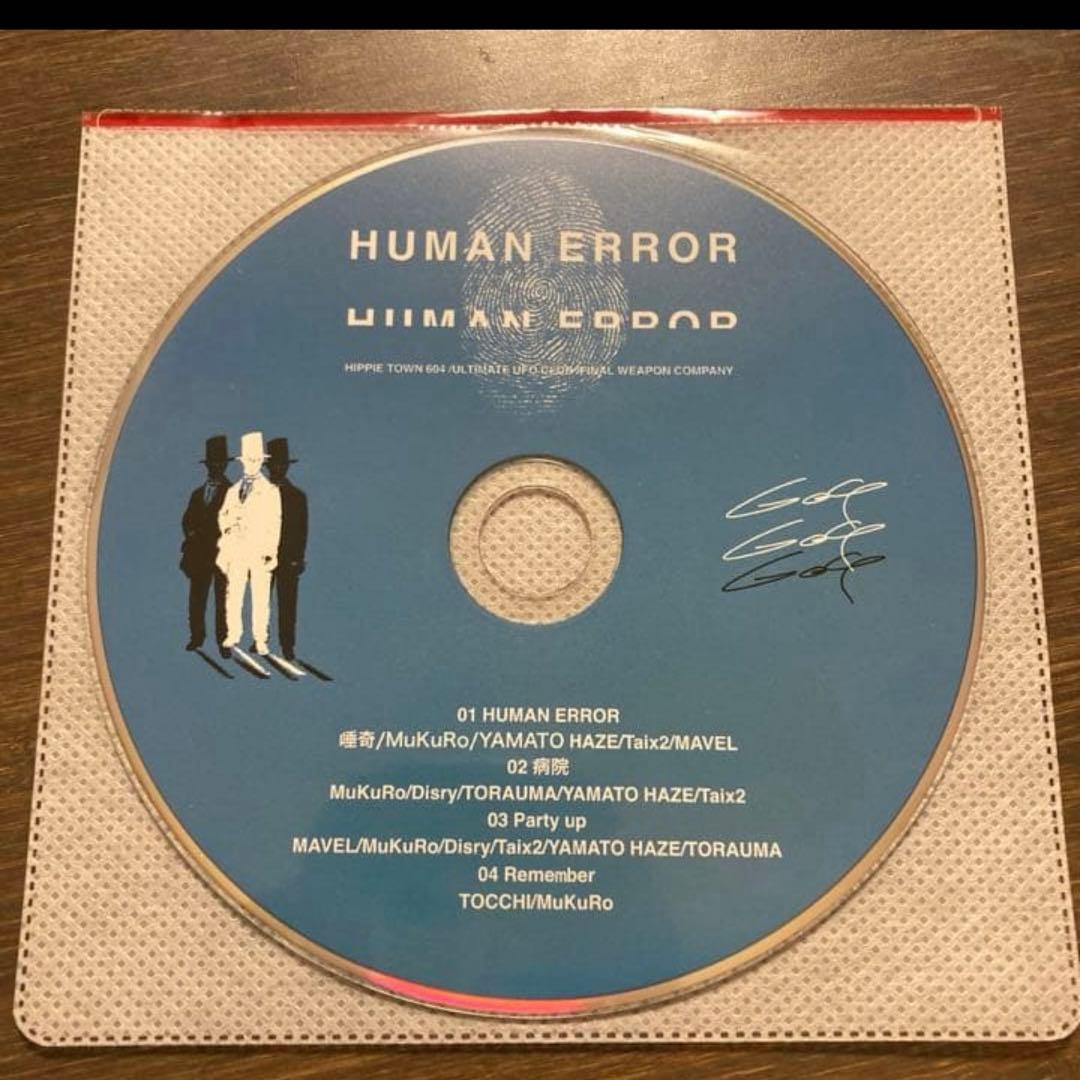 HUMAN ERROR
HUMAN ERROR
HIPPIE TOWN 604 /ULTIMATE UFO /FINAL WEAPON COMPANY
01 HUMAN ERROR
唾奇/MuKuRo/YAMATO HAZE/Taix2/MAVEL
02 病院
MuKuRo/Disry/TORAUMA/YAMATO HAZE/Taix2
03 Party up
MAVEL/MuKuRo/Disry/Taix2/YAMATO HAZE/TORAUMA
04 Remember
TOCCHI/MuKuRo